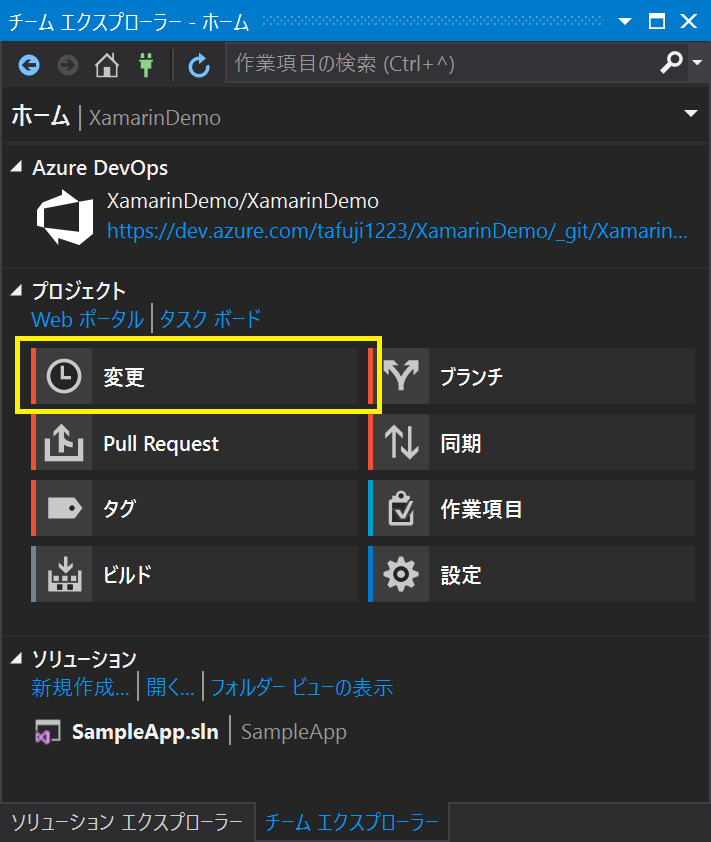 チーム エクスプローラー - ホーム
作業項目の検索 (Ctrl+^)
ホーム | XamarinDemo
Azure DevOps
XamarinDemo/XamarinDemo
https://dev.azure.com/tafuji1223/XamarinDemo/_git/Xamarin...
プロジェクト
Web ポータル | タスク ボード
変更 ブランチ
Pull Request 同期
タグ 作業項目
ビルド 設定
ソリューション
新規作成... | 開く... | フォルダー ビューの表示
SampleApp.sln | SampleApp
ソリューション エクスプローラー チーム エクスプローラー